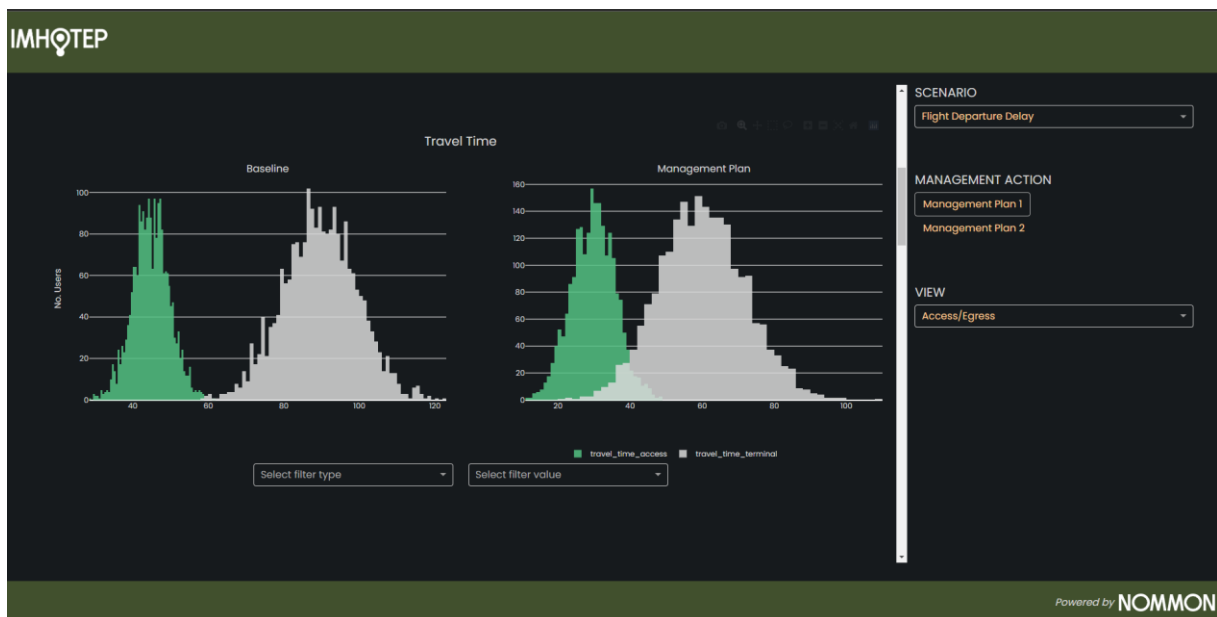 IMHOTEP
SCENARIO
Flight Departure Delay
MANAGEMENT ACTION
Management Plan 1
Management Plan 2
VIEW
Access/Egress
Travel Time
Baseline
Management Plan
No. Users
100
80
60
40
20
0
40
60
80
100
120
160
140
120
100
80
60
40
20
0
20
40
60
80
100
travel_time_access
travel_time_terminal
Select filter type
Select filter value
Powered by NOMMON